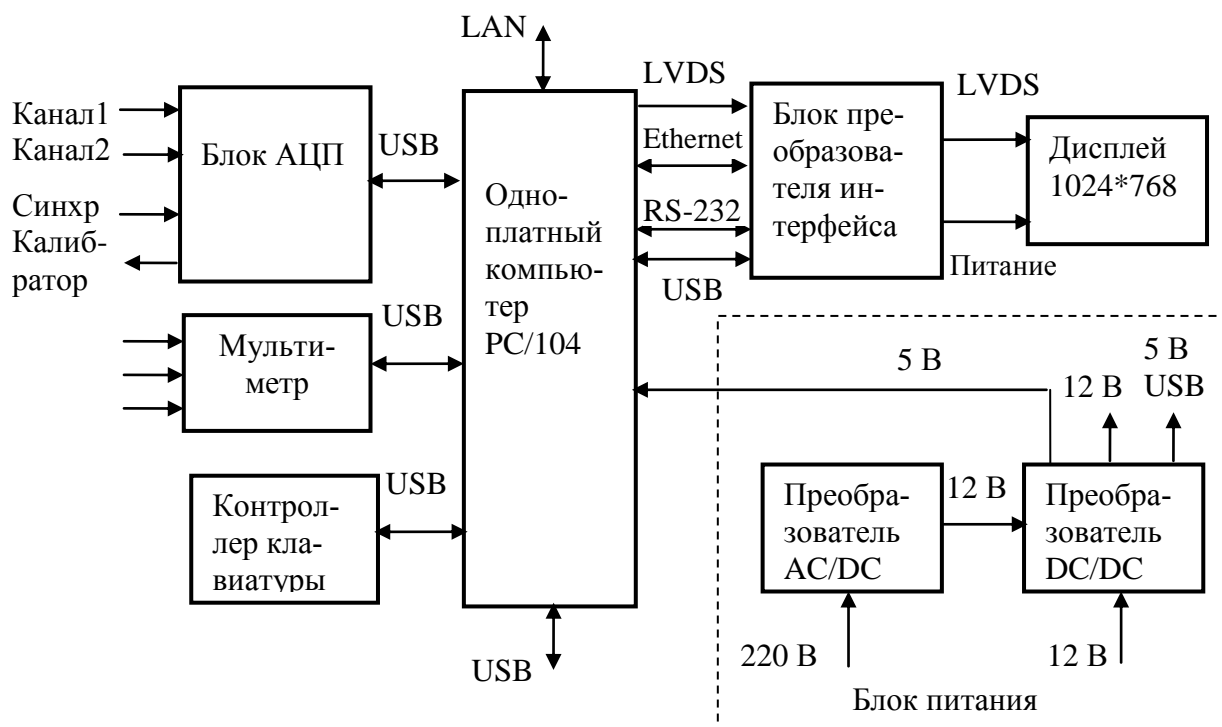 LAN
Канал1
Канал2
Синхр
Калиб-
ратор
Блок АЦП
USB
Мульти-
метр
USB
Контрол-
лер кла-
виатуры
USB
Одно-
платный
компью-
тер
PC/104
USB
LVDS
Ethernet
RS-232
USB
Блок пре-
образова-
теля ин-
терфейса
LVDS
Питание
Дисплей
1024*768
5 В
12 В
5 В
USB
Преобра-
зователь
AC/DC
12 В
Преобра-
зователь
DC/DC
220 В
12 В
Блок питания